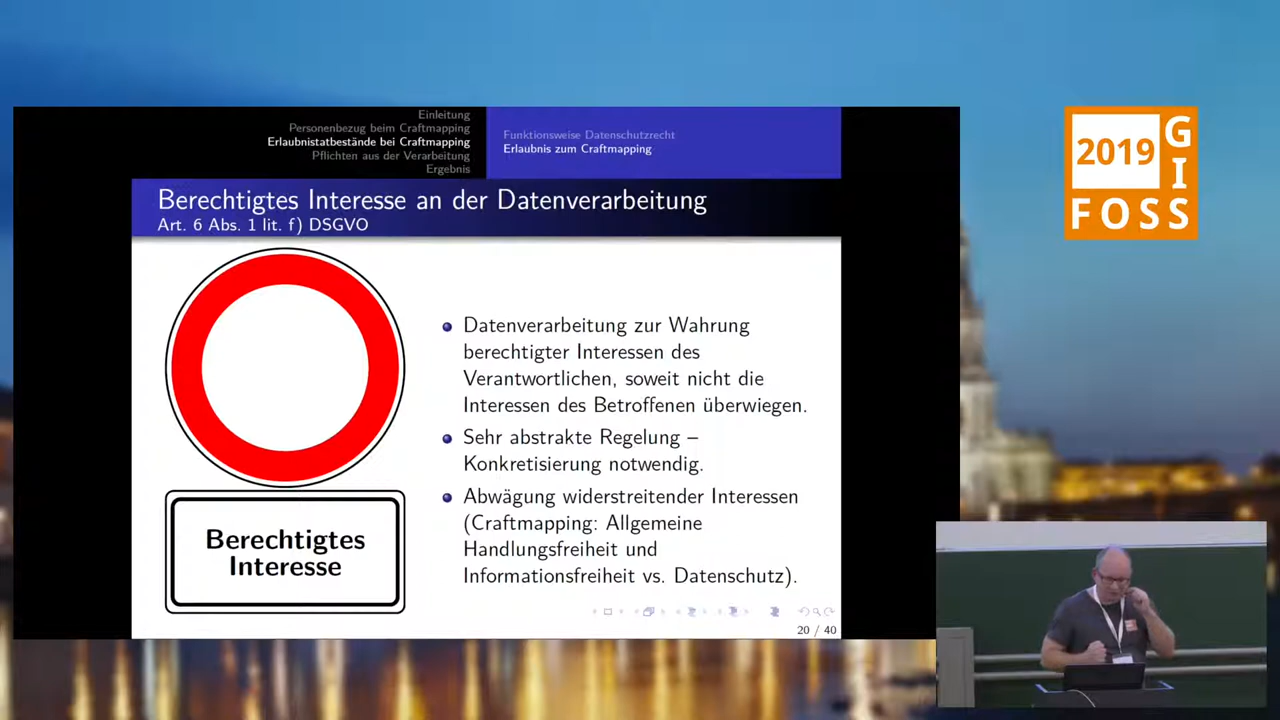 Einleitung
Personenbezug beim Craftmapping
Erlaubnistatbestände bei Craftmapping
Pflichten aus der Verarbeitung
Ergebnis
Funktionsweise Datenschutzrecht
Erlaubnis zum Craftmapping
Berechtigtes Interesse an der Datenverarbeitung
Art. 6 Abs. 1 lit. f) DSGVO
Berechtigtes
Interesse
Datenverarbeitung zur Wahrung
berechtigter Interessen des
Verantwortlichen, soweit nicht die
Interessen des Betroffenen überwiegen.
Sehr abstrakte Regelung –
Konkretisierung notwendig.
Abwägung widerstreitender Interessen
(Craftmapping: Allgemeine
Handlungsfreiheit und
Informationsfreiheit vs. Datenschutz).
20 / 40
2019
GIS
FOSS